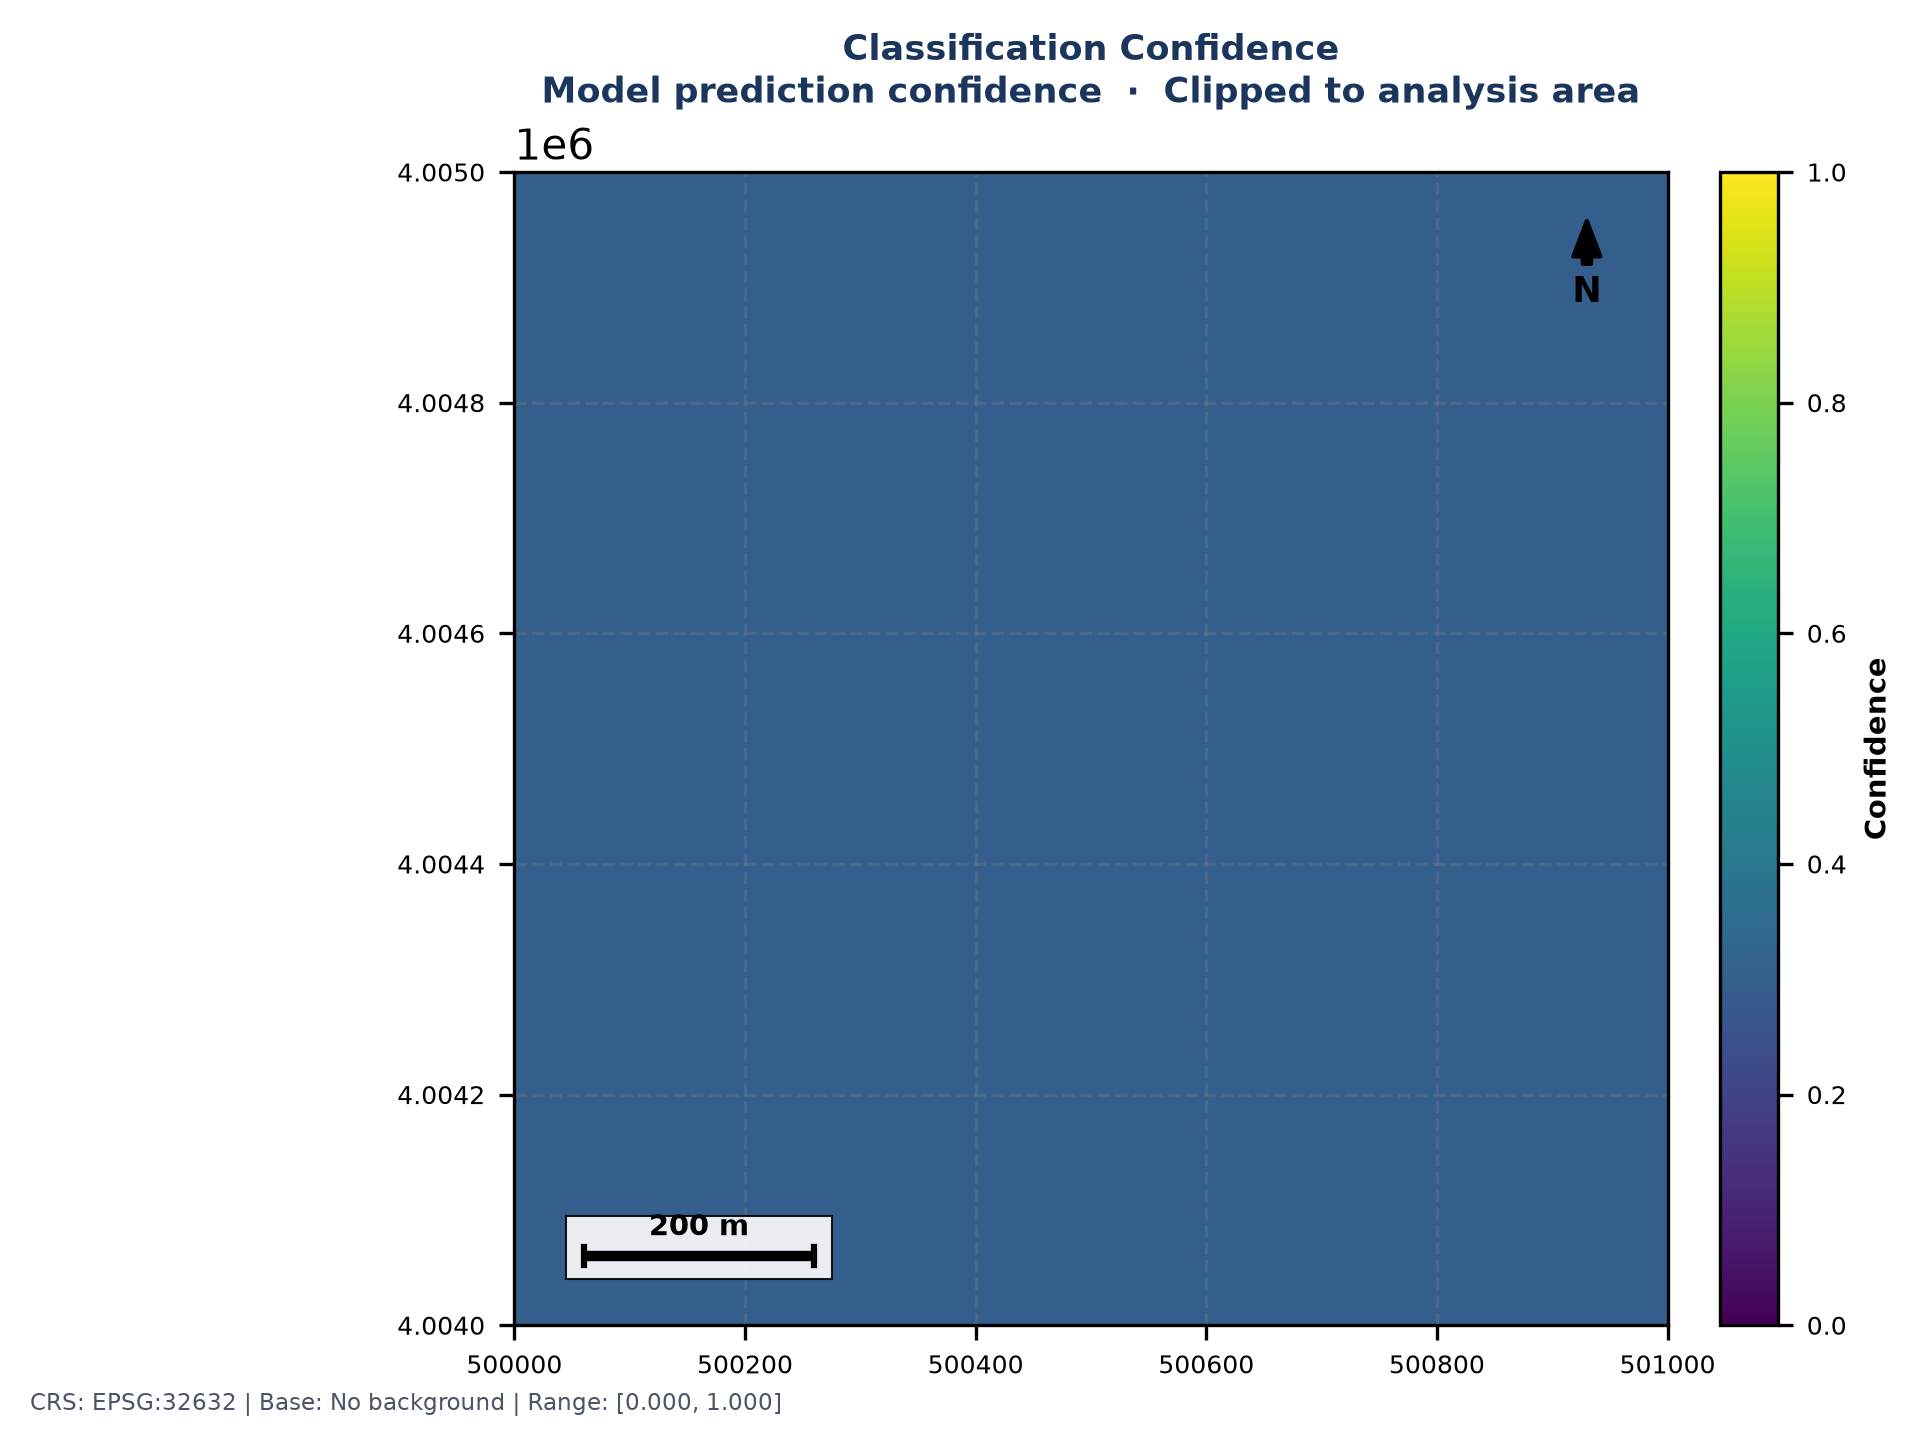 Classification Confidence
Model prediction confidence · Clipped to analysis area
1e6
4.0050
4.0048
4.0046
4.0044
4.0042
4.0040
N
200 m
500000 500200 500400 500600 500800 501000
1.0
0.8
0.6
0.4
0.2
0.0
Confidence
CRS: EPSG:32632 | Base: No background | Range: [0.000, 1.000]